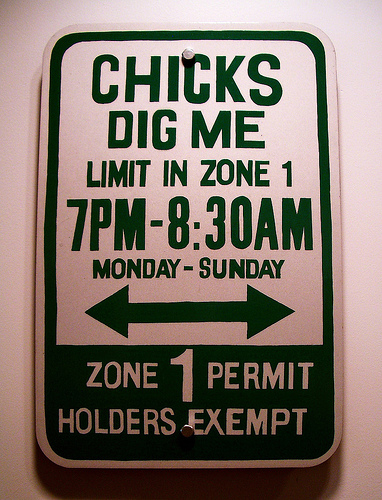 CHICKS
DIG ME
LIMIT IN ZONE 1
7PM-8:30AM
MONDAY-SUNDAY
ZONE 1 PERMIT
HOLDERS EXEMPT